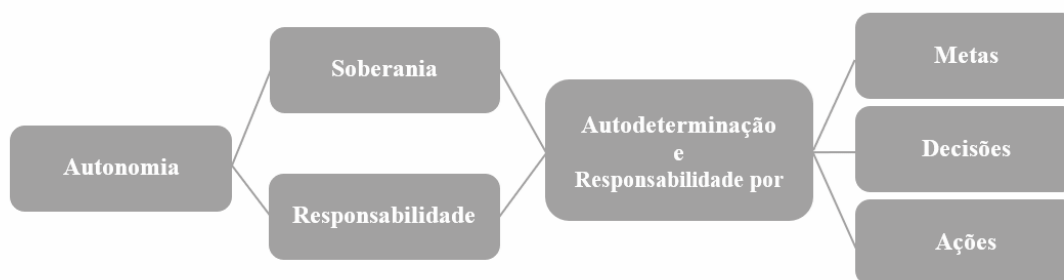 Autonomia
Soberania
Responsabilidade
Autodeterminação
e
Responsabilidade por
Metas
Decisões
Ações